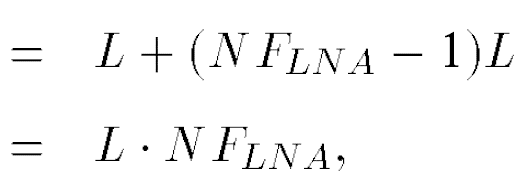 = L + (NF_{LNA} − 1)L
= L · NF_{LNA},